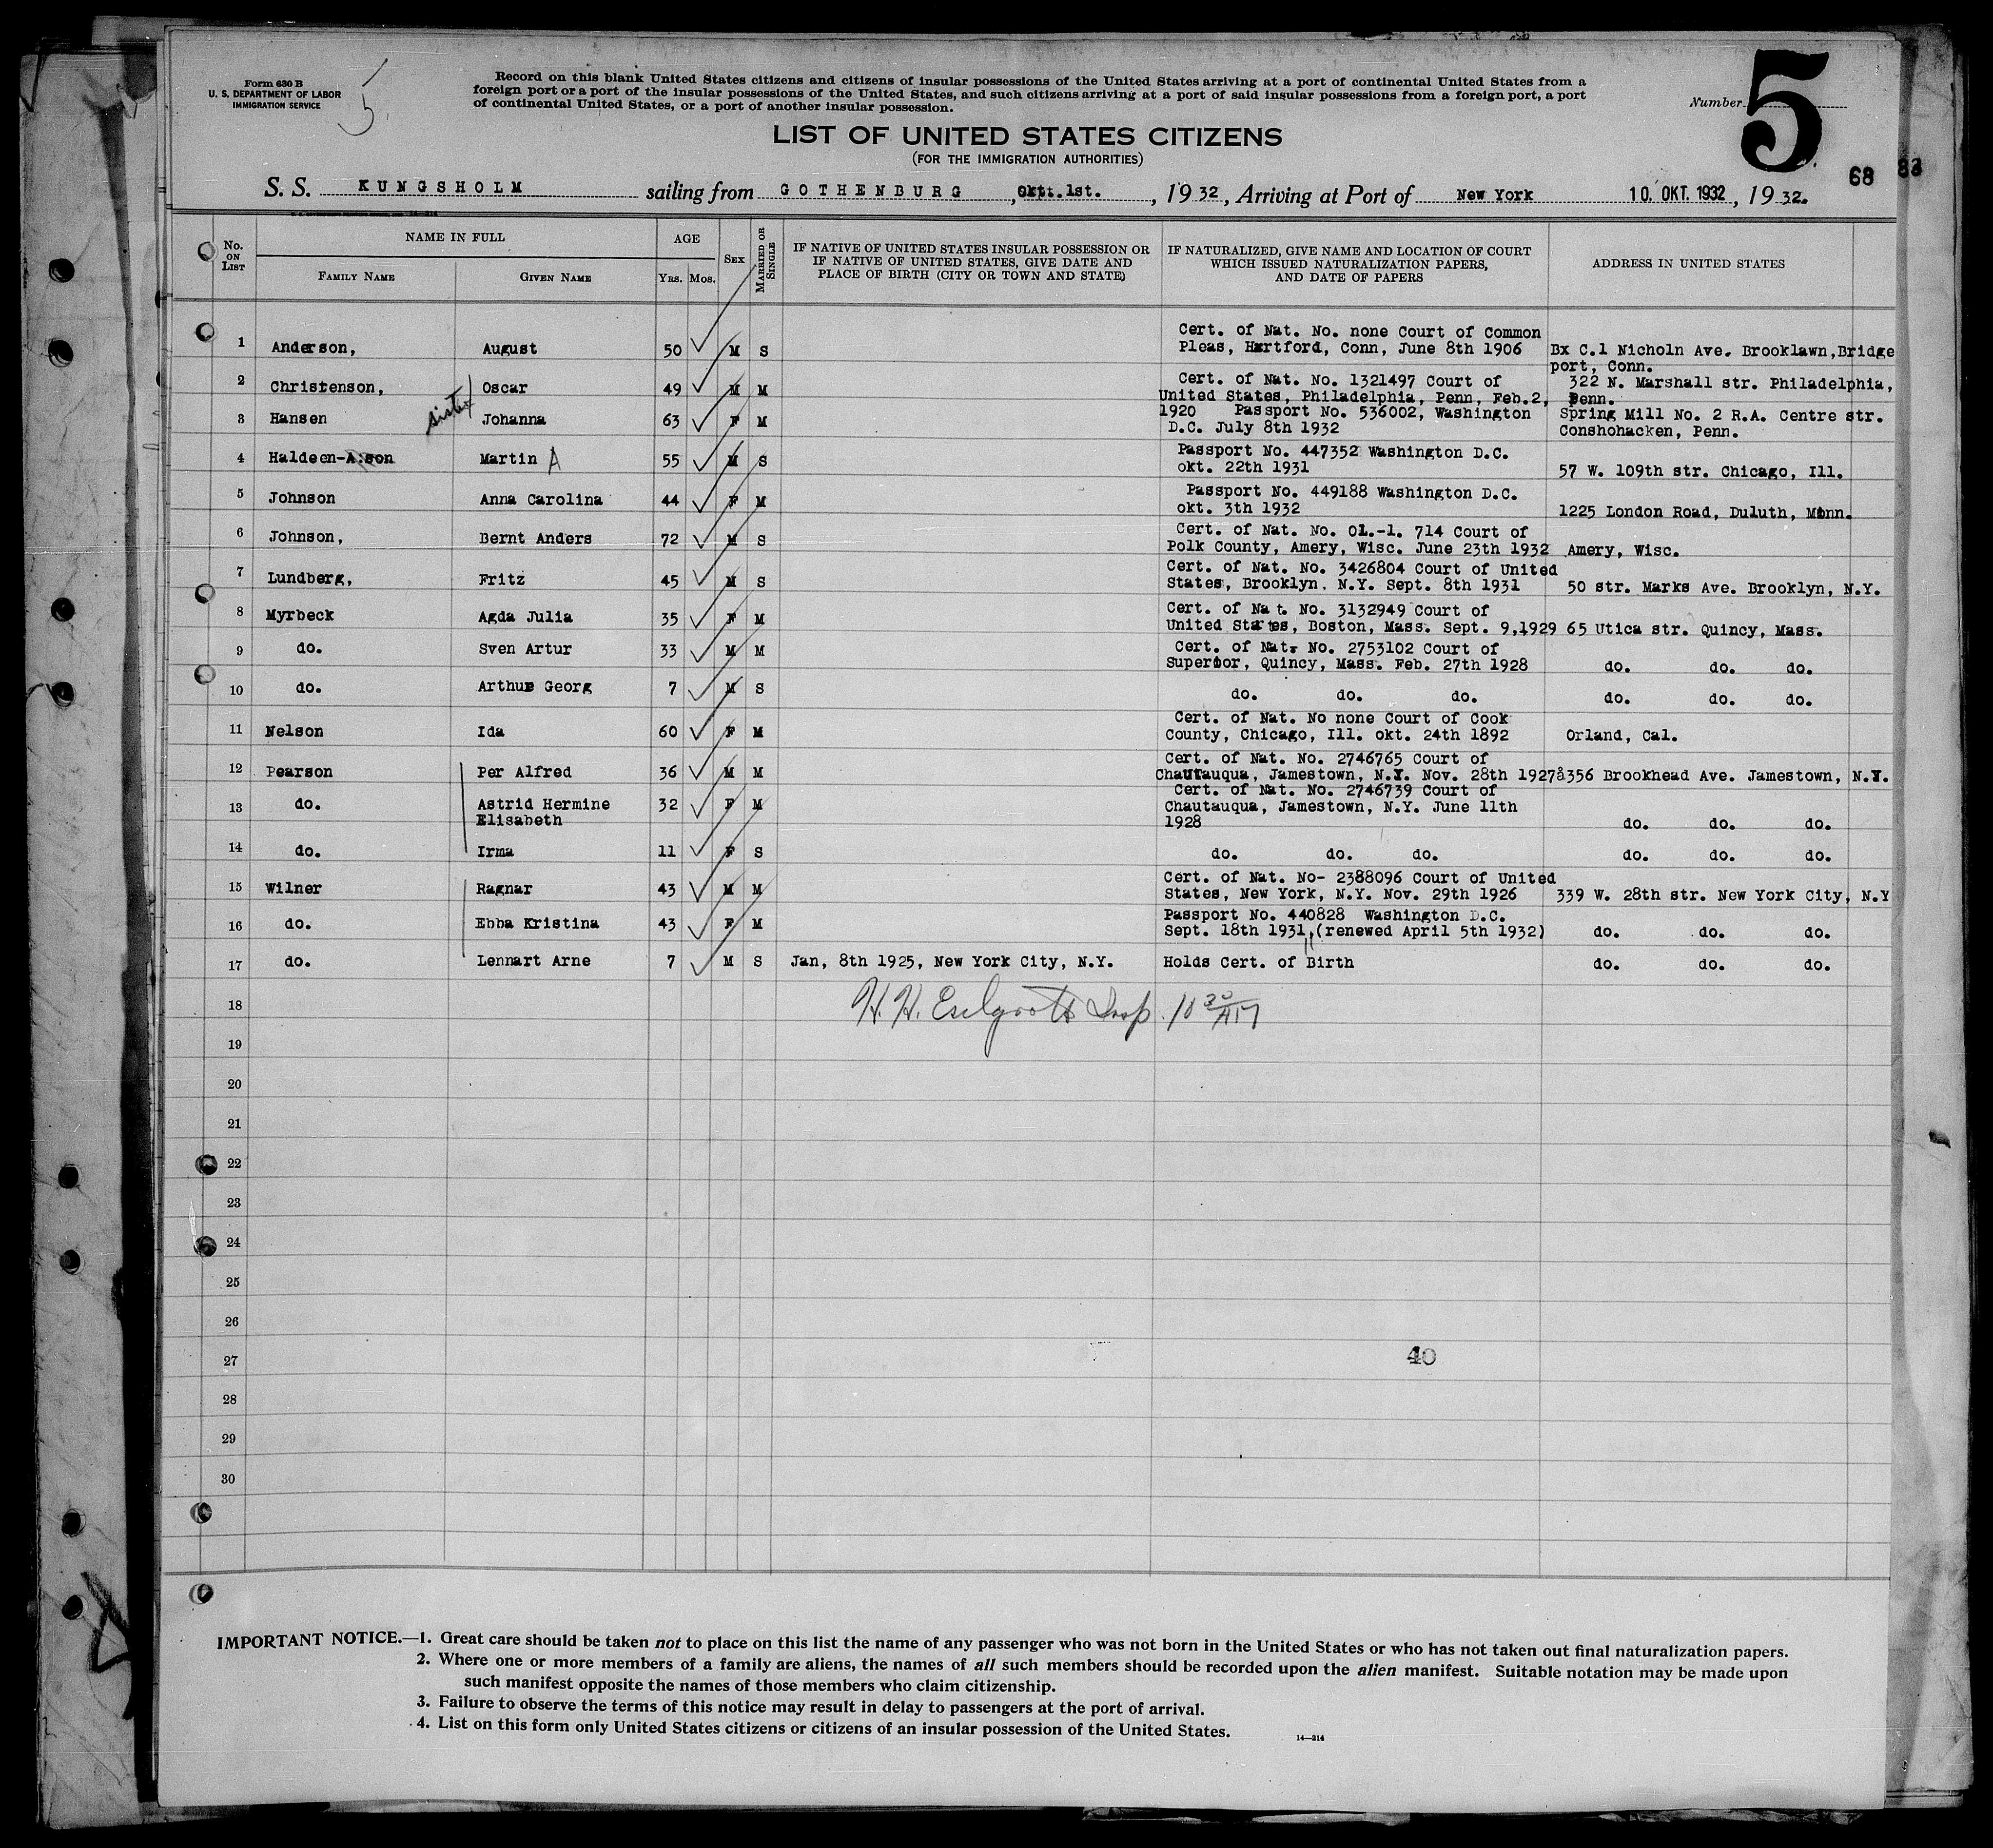 Form 630 B
U. S. DEPARTMENT OF LABOR
IMMIGRATION SERVICE
5
Record on this blank United States citizens and citizens of insular possessions of the United States arriving at a port of continental United States from a
foreign port or a port of the insular possessions of the United States, and such citizens arriving at a port of said insular possessions from a foreign port, a port
of continental United States, or a port of another insular possession.
Number 5
LIST OF UNITED STATES CITIZENS
(FOR THE IMMIGRATION AUTHORITIES)
68 83
S. S. KUNGSHOLM sailing from GOTHENBURG, Okt. 1st., 1932, Arriving at Port of New York 10. OKT. 1932, 1932.
No. ON LIST
NAME IN FULL
FAMILY NAME GIVEN NAME
AGE
YRS. MOS.
SEX
MARRIED OR SINGLE
IF NATIVE OF UNITED STATES INSULAR POSSESSION OR
IF NATIVE OF UNITED STATES, GIVE DATE AND
PLACE OF BIRTH (CITY OR TOWN AND STATE)
IF NATURALIZED, GIVE NAME AND LOCATION OF COURT
WHICH ISSUED NATURALIZATION PAPERS,
AND DATE OF PAPERS
ADDRESS IN UNITED STATES
1 Anderson, August 50 M S Cert. of Nat. No. none Court of Common
Pleas, Hartford, Conn, June 8th 1906 Bx C.1 Nicholn Ave. Brooklawn,Bridge
port, Conn.
2 Christenson, Oscar 49 M M Cert. of Nat. No. 1321497 Court of 322 N. Marshall str. Philadelphia,
United States, Philadelphia, Penn, Feb.2, Penn.
1920
3 Hansen sister Johanna 63 F M Passport No. 536002, Washington Spring Mill No. 2 R.A. Centre str.
D.C. July 8th 1932 Conshohacken, Penn.
4 Haldeen-A:son Martin A 55 M S Passport No. 447352 Washington D.C.
okt. 22th 1931 57 W. 109th str. Chicago, Ill.
5 Johnson Anna Carolina 44 F M Passport No. 449188 Washington D.C.
okt. 3th 1932 1225 London Road, Duluth, Minn.
6 Johnson, Bernt Anders 72 M S Cert. of Nat. No. OL.-1. 714 Court of
Polk County, Amery, Wisc. June 23th 1932 Amery, Wisc.
7 Lundberg, Fritz 45 M S Cert. of Nat. No. 3426804 Court of United
States, Brooklyn. N.Y. Sept. 8th 1931 50 str. Marks Ave. Brooklyn, N.Y.
8 Myrbeck Agda Julia 35 F M Cert. of Nat. No. 3132949 Court of
United States, Boston, Mass. Sept. 9,1929 65 Utica str. Quincy, Mass.
9 do. Sven Artur 33 M M Cert. of Nat. No. 2753102 Court of
Superior, Quincy, Mass. Feb. 27th 1928 do. do. do.
10 do. Arthur Georg 7 M S do. do. do. do. do. do.
11 Nelson Ida 60 F M Cert. of Nat. No none Court of Cook
County, Chicago, Ill. okt. 24th 1892 Orland, Cal.
12 Pearson Per Alfred 36 M M Cert. of Nat. No. 2746765 Court of
Chautauqua, Jamestown, N.Y. Nov. 28th 1927å356 Brookhead Ave. Jamestown, N.Y.
13 do. Astrid Hermine 32 F M Cert. of Nat. No. 2746739 Court of
Elisabeth Chautauqua, Jamestown, N.Y. June 11th
1928 do. do. do.
14 do. Irma 11 F S do. do. do. do. do. do.
15 Wilner Ragnar 43 M M Cert. of Nat. No- 2388096 Court of United
States, New York, N.Y. Nov. 29th 1926 339 W. 28th str. New York City, N.Y
16 do. Ebba Kristina 43 F M Passport No. 440828 Washington D.C.
Sept. 18th 1931,(renewed April 5th 1932) do. do. do.
17 do. Lennart Arne 7 M S Jan, 8th 1925, New York City, N.Y. Holds Cert. of Birth do. do. do.
18 H. H. Insp. 10 30/AM
19
20
21
22
23
24
25
26
27 40
28
29
30
IMPORTANT NOTICE.—1. Great care should be taken not to place on this list the name of any passenger who was not born in the United States or who has not taken out final naturalization papers.
2. Where one or more members of a family are aliens, the names of all such members should be recorded upon the alien manifest. Suitable notation may be made upon
such manifest opposite the names of those members who claim citizenship.
3. Failure to observe the terms of this notice may result in delay to passengers at the port of arrival.
4. List on this form only United States citizens or citizens of an insular possession of the United States.
14—214